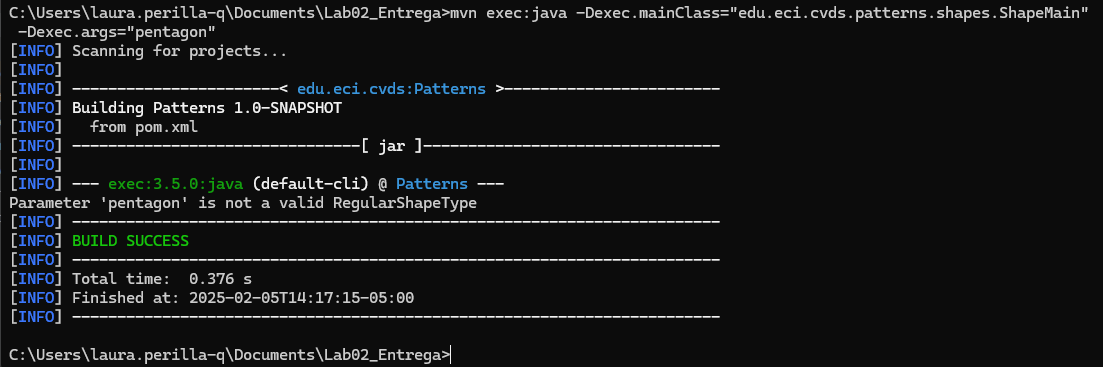 C:\Users\laura.perilla-q\Documents\Lab02_Entrega>mvn exec:java -Dexec.mainClass="edu.eci.cvds.patterns.shapes.ShapeMain"
 -Dexec.args="pentagon"
[INFO] Scanning for projects...
[INFO]
[INFO] -----------------------< edu.eci.cvds:Patterns >------------------------
[INFO] Building Patterns 1.0-SNAPSHOT
[INFO]   from pom.xml
[INFO] --------------------------------[ jar ]---------------------------------
[INFO]
[INFO] --- exec:3.5.0:java (default-cli) @ Patterns ---
Parameter 'pentagon' is not a valid RegularShapeType
[INFO] ------------------------------------------------------------------------
[INFO] BUILD SUCCESS
[INFO] ------------------------------------------------------------------------
[INFO] Total time:  0.376 s
[INFO] Finished at: 2025-02-05T14:17:15-05:00
[INFO] ------------------------------------------------------------------------
C:\Users\laura.perilla-q\Documents\Lab02_Entrega>